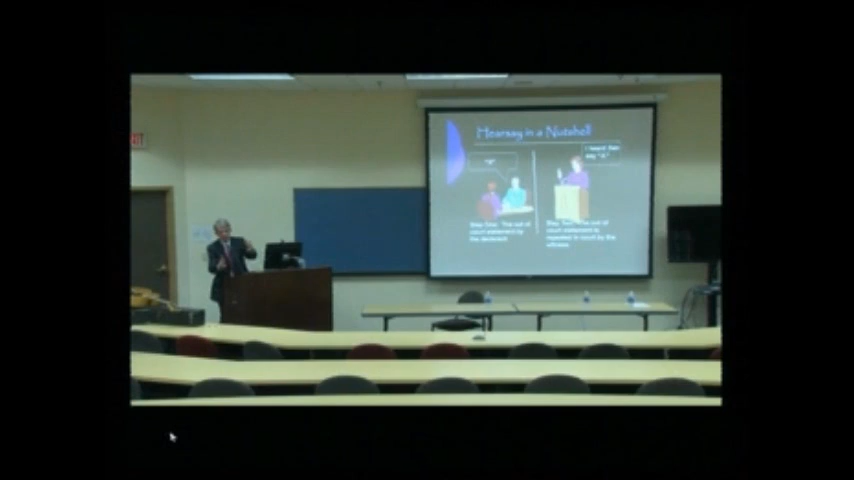 Hearsay in a Nutshell
I heard Dan
say "X."
"X"
Step One: The out of
court statement by
the declarant.
Step Two: The out of
court statement is
repeated in court by the
witness.